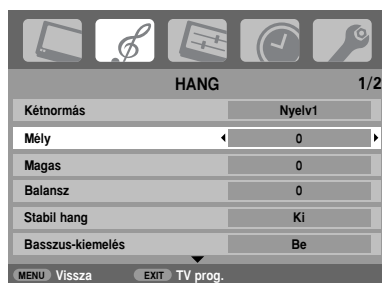 HANG 1/2
Kétnormás Nyelv1
Mély 0
Magas 0
Balansz 0
Stabil hang Ki
Basszus-kiemelés Be
MENU Vissza EXIT TV prog.